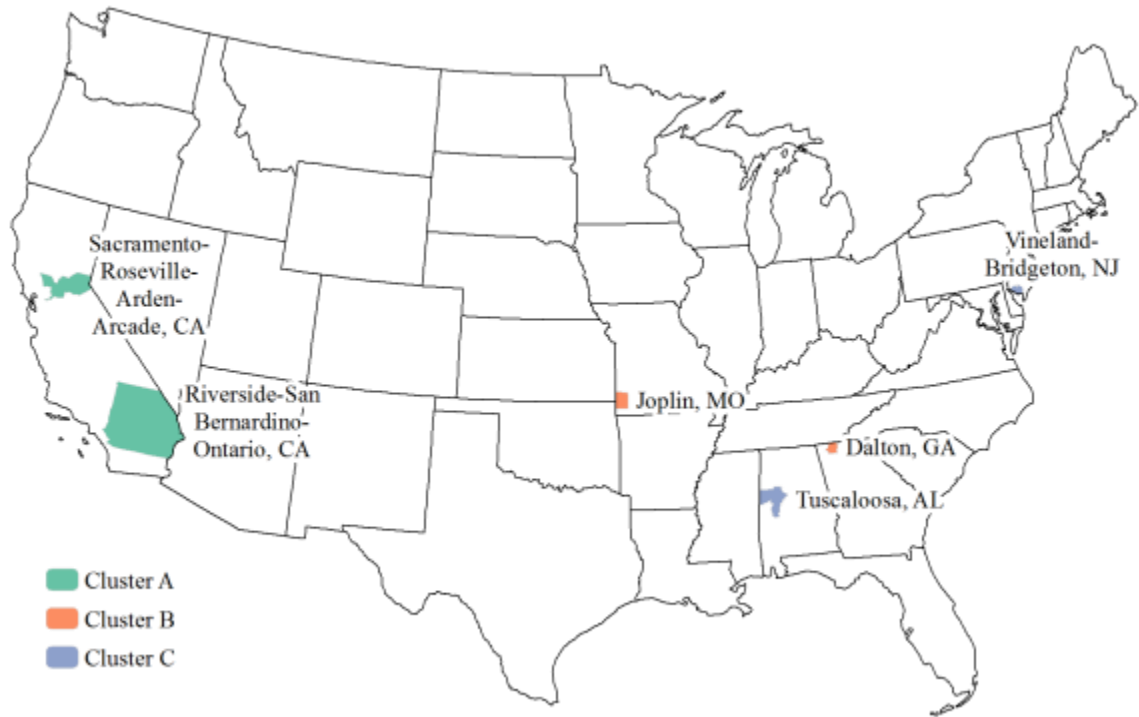 Sacramento-
Roseville-
Arden-
Arcade, CA
Vineland-
Bridgeton, NJ
Riverside-San
Bernardino-
Ontario, CA
Joplin, MO
Dalton, GA
Tuscaloosa, AL
Cluster A
Cluster B
Cluster C